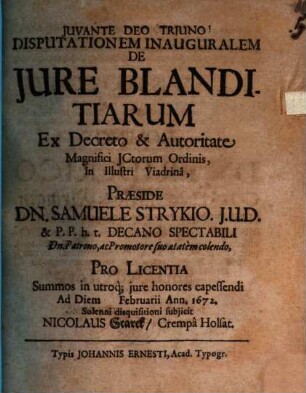 JUVANTE DEO TRIUNO!
DISPUTATIONEM INAUGURALEM
DE
JURE BLANDI-
TIARUM
Ex Decreto & Autoritate
Magnifici JCtorum Ordinis,
In Illustri Viadrinâ,
PRÆSIDE
DN. SAMUELE STRYKIO. J.U.D.
& P. P. h. t. DECANO SPECTABILI
Dn. Patrono, ac Promotore suo ætatem colendo,
PRO LICENTIA
Summos in utroq; jure honores capessendi
Ad Diem Februarii Ann. 1672.
Solenni disquisitioni subjicit
NICOLAUS Starck/ Crempâ Holsat.
Typis JOHANNIS ERNESTI, Acad. Typogr.